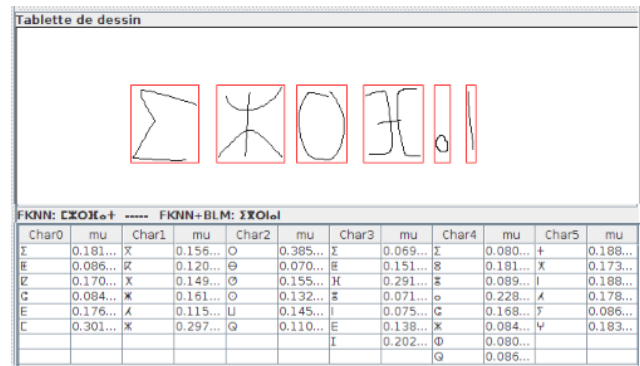 Tablette de dessin
ⵉⵣⵔⴼⴰⵏ
FKNN: ⵎⵣⵔⴼⴰⵜ ----- FKNN+BLM: ⵉⵣⵔⵏⴰⵏ
Char0 mu Char1 mu Char2 mu Char3 mu Char4 mu Char5 mu
ⵉ 0.181... ⵅ 0.156... ⵔ 0.385... ⵉ 0.069... ⵉ 0.080... ⵜ 0.188...
ⵟ 0.086... ⴽ 0.120... ⴱ 0.070... ⵟ 0.151... ⵓ 0.181... ⴳ 0.173...
0.170... ⴳ 0.149... 0.155... ⴼ 0.291... ⵓ 0.089... ⵏ 0.188...
ⵛ 0.084... ⵥ 0.161... ⵙ 0.132... ⵓ 0.071... ⴰ 0.228... ⵃ 0.178...
ⴹ 0.176... ⵃ 0.115... ⵡ 0.145... ⵏ 0.075... ⵛ 0.168... ⵢ 0.086...
ⵎ 0.301... ⵣ 0.297... ⵕ 0.110... ⴹ 0.138... ⵥ 0.084... ⵖ 0.183...
ⵊ 0.202... ⵀ 0.080...
ⵕ 0.086...